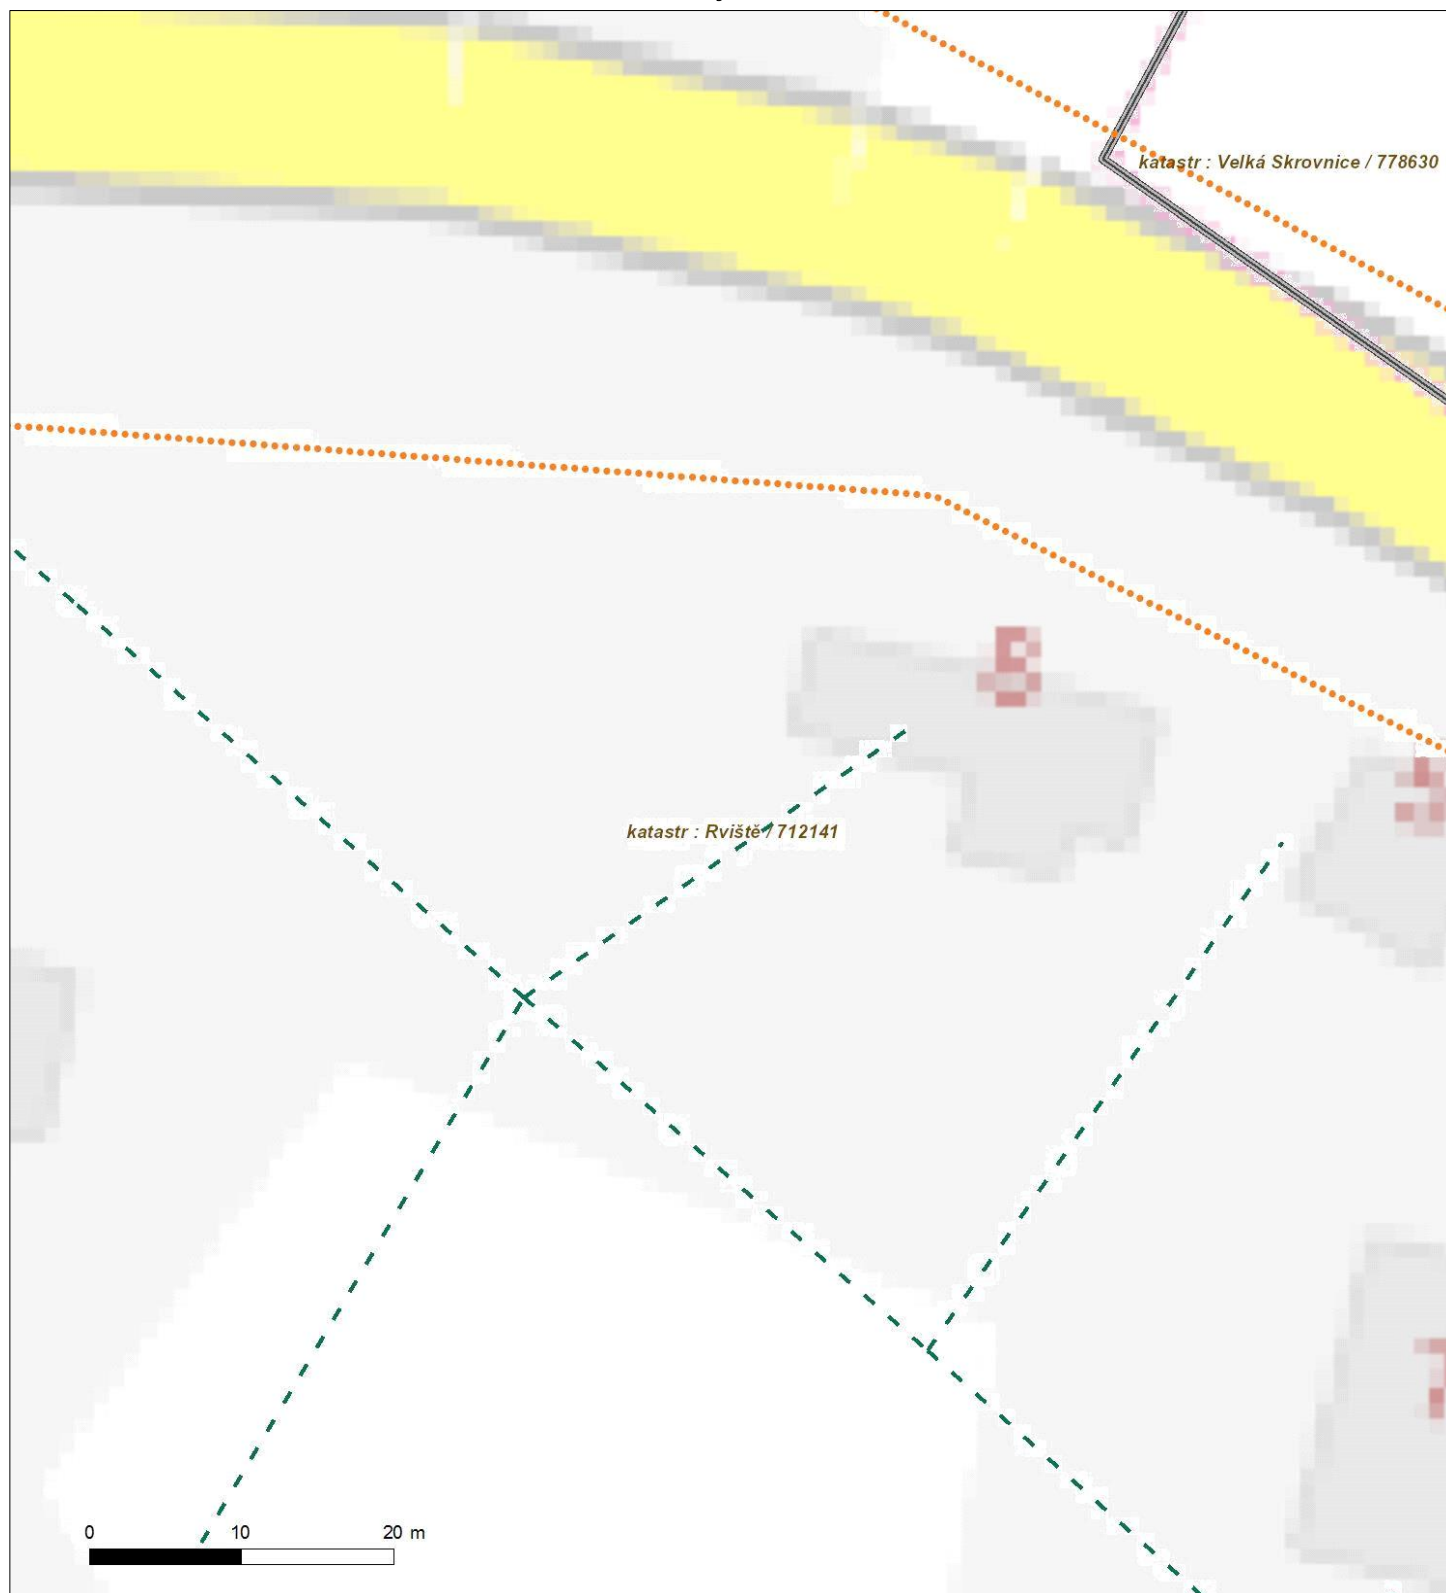 katastr : Velká Skrovnice / 778630
katastr : Rviště / 712141
0 10 20 m